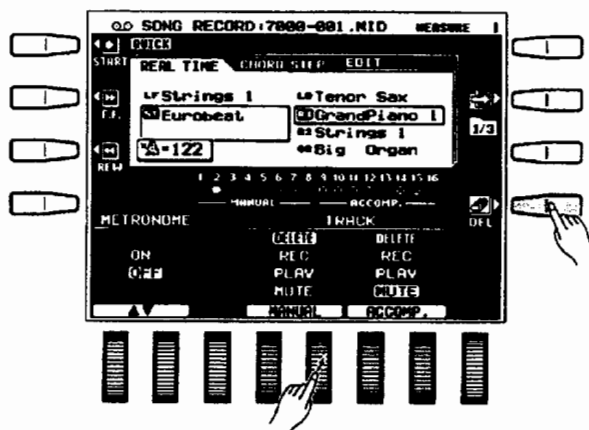 SONG RECORD:7000-001.MID MEASURE 1
QUICK
START
REAL TIME CHORD STEP EDIT
LF Strings 1
Eurobeat
=122
LO Tenor Sax
GrandPiano 1
Strings 1
Big Organ
F.F.
REW
1/3
1 2 3 4 5 6 7 8 9 10 11 12 13 14 15 16
MANUAL ACCOMP.
METRONOME TRACK
DEL
DELETE DELETE
ON REC REC
OFF PLAY PLAY
MUTE MUTE
MANUAL ACCOMP.